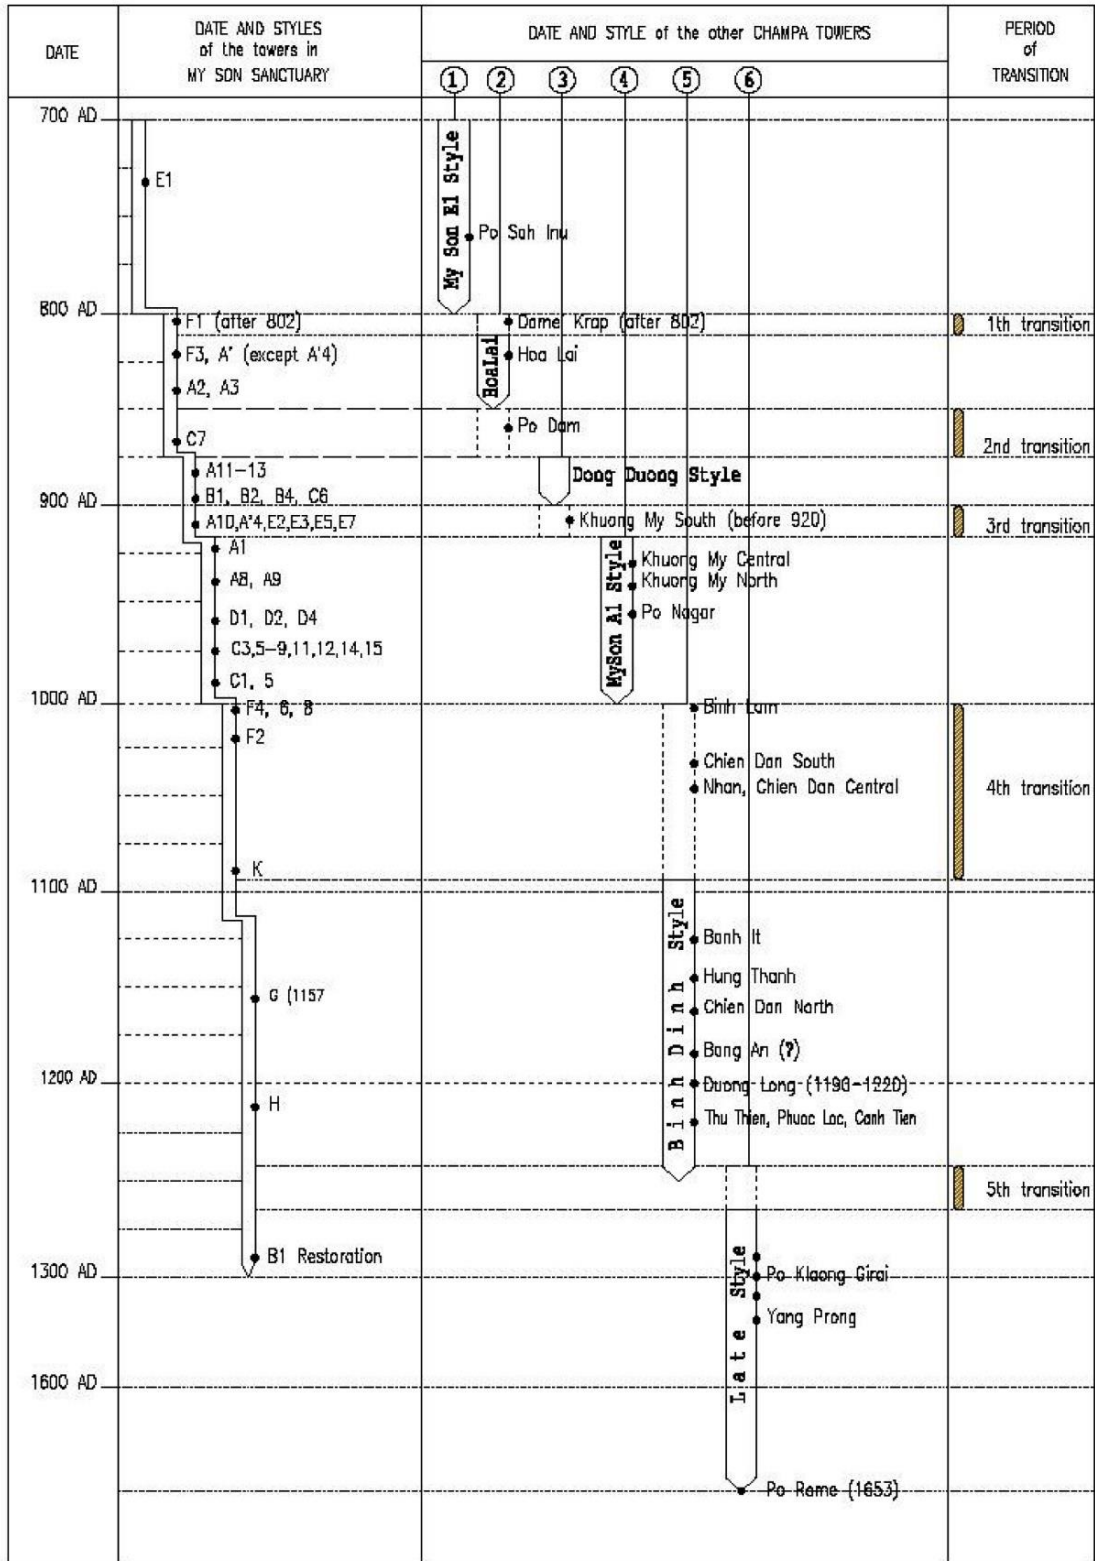 DATE
DATE AND STYLES
of the towers in
MY SON SANCTUARY
DATE AND STYLE of the other CHAMPA TOWERS
PERIOD
of
TRANSITION
1 2 3 4 5 6
700 AD
My Son E1 Style
E1
Po Sah Inu
800 AD
F1 (after 802)
Damel Krap (after 802)
1th transition
HoaLai
F3, A' (except A'4)
Hoa Lai
A2, A3
C7
Po Dam
2nd transition
A11-13
Dong Duong Style
B1, B2, B4, C6
900 AD
A10,A'4,E2,E3,E5,E7
Khuong My South (before 920)
3rd transition
MySon A1 Style
A1
Khuong My Central
A8, A9
Khuong My North
D1, D2, D4
Po Nagar
C3,5-9,11,12,14,15
C1, 5
1000 AD
F4, 6, 8
Binh Lam
F2
Chien Dan South
Nhan, Chien Dan Central
4th transition
K
1100 AD
Binh Dinh Style
Banh It
Hung Thanh
G (1157
Chien Dan North
Bang An (?)
1200 AD
Duong Long (1190-1220)
H
Thu Thien, Phuoc Loc, Canh Tien
5th transition
Late Style
B1 Restoration
1300 AD
Po Klaong Girai
Yang Prong
1600 AD
Po Rame (1653)